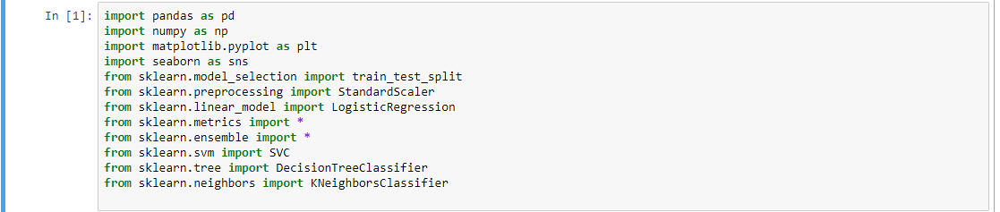 In [1]:
import pandas as pd
import numpy as np
import matplotlib.pyplot as plt
import seaborn as sns
from sklearn.model_selection import train_test_split
from sklearn.preprocessing import StandardScaler
from sklearn.linear_model import LogisticRegression
from sklearn.metrics import *
from sklearn.ensemble import *
from sklearn.svm import SVC
from sklearn.tree import DecisionTreeClassifier
from sklearn.neighbors import KNeighborsClassifier